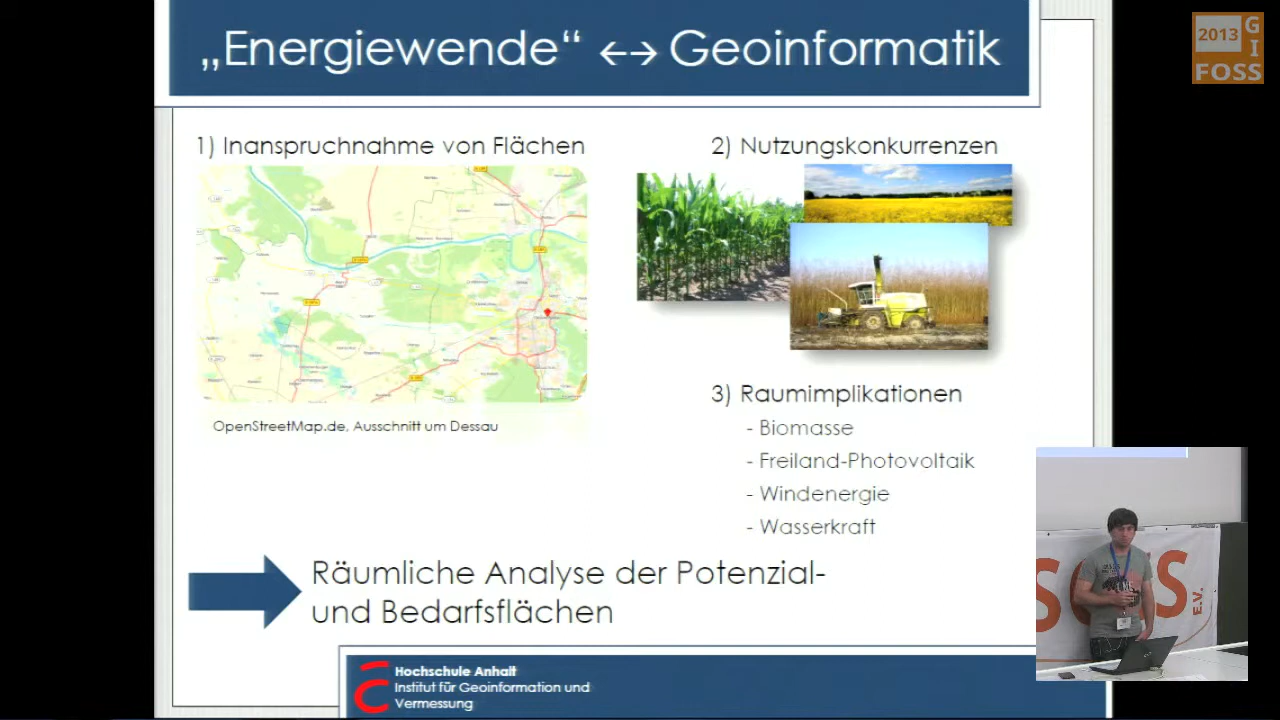 „Energiewende“ ↔ Geoinformatik
1) Inanspruchnahme von Flächen
OpenStreetMap.de, Ausschnitt um Dessau
2) Nutzungskonkurrenzen
3) Raumimplikationen
- Biomasse
- Freiland-Photovoltaik
- Windenergie
- Wasserkraft
Räumliche Analyse der Potenzial-
und Bedarfsflächen
Hochschule Anhalt
Institut für Geoinformation und
Vermessung
2013
GI
FOSS
E.V.